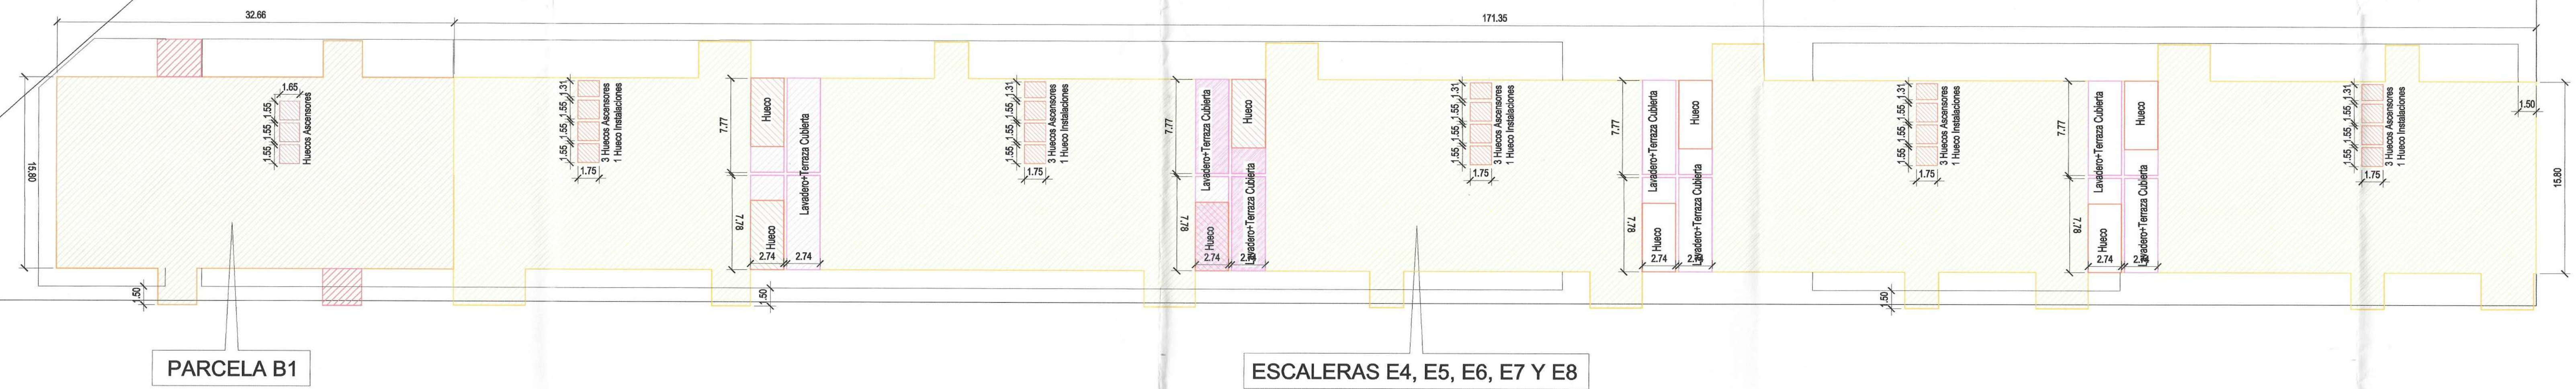 32.66
171.35
15.80
1.65
1.55
1.55
1.55
Huecos Ascensores
1.50
PARCELA B1
1.31
1.55
1.55
1.55
3 Huecos Ascensores
1 Hueco Instalaciones
1.75
7.77
7.78
Hueco
Hueco
Lavadero+Terraza Cubierta
2.74
2.74
1.50
1.31
1.55
1.55
1.55
3 Huecos Ascensores
1 Hueco Instalaciones
1.75
7.77
7.78
Lavadero+Terraza Cubierta
Hueco
Hueco
Lavadero+Terraza Cubierta
2.74
2.74
ESCALERAS E4, E5, E6, E7 Y E8
1.31
1.55
1.55
1.55
3 Huecos Ascensores
1 Hueco Instalaciones
1.75
7.77
7.78
Lavadero+Terraza Cubierta
Hueco
Hueco
Lavadero+Terraza Cubierta
2.74
1.31
1.55
1.55
1.55
3 Huecos Ascensores
1 Hueco Instalaciones
1.75
1.50
7.77
7.78
Lavadero+Terraza Cubierta
Hueco
Hueco
Lavadero+Terraza Cubierta
2.74
1.31
1.55
1.55
1.55
3 Huecos Ascensores
1 Hueco Instalaciones
1.75
1.50
15.80